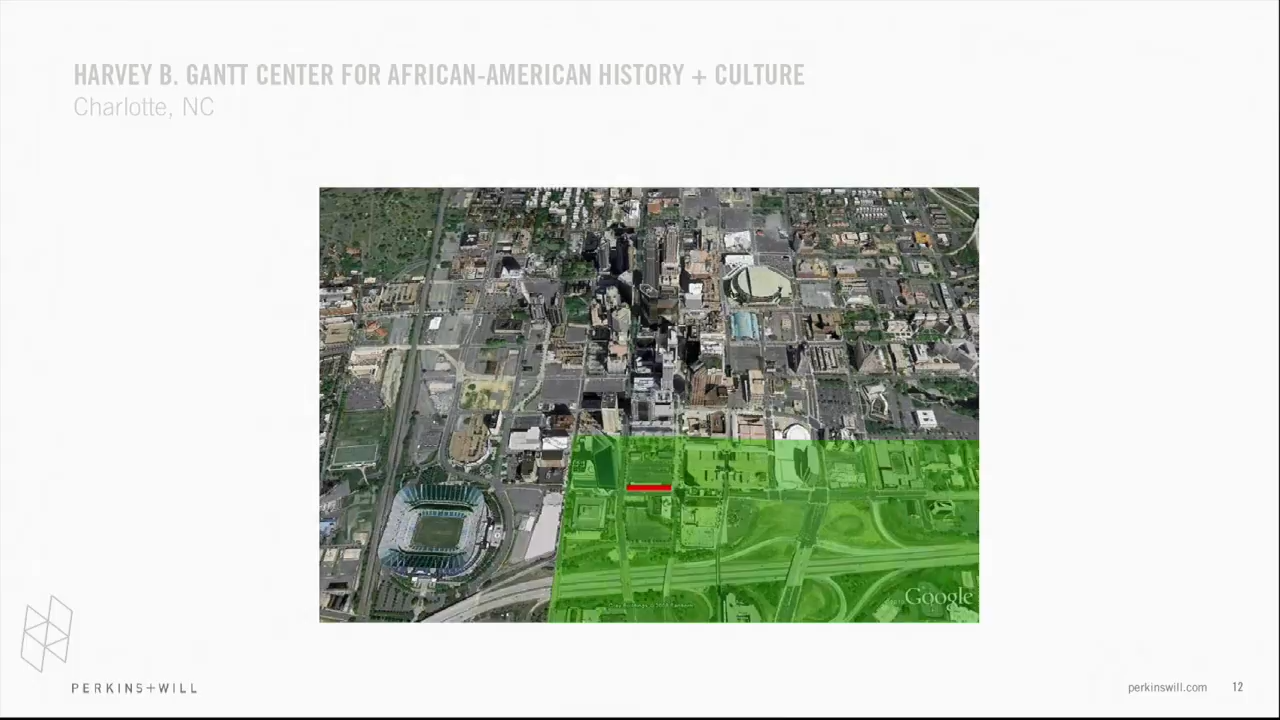 HARVEY B. GANTT CENTER FOR AFRICAN-AMERICAN HISTORY + CULTURE
Charlotte, NC
Google
PERKINS+WILL
perkinswill.com
12